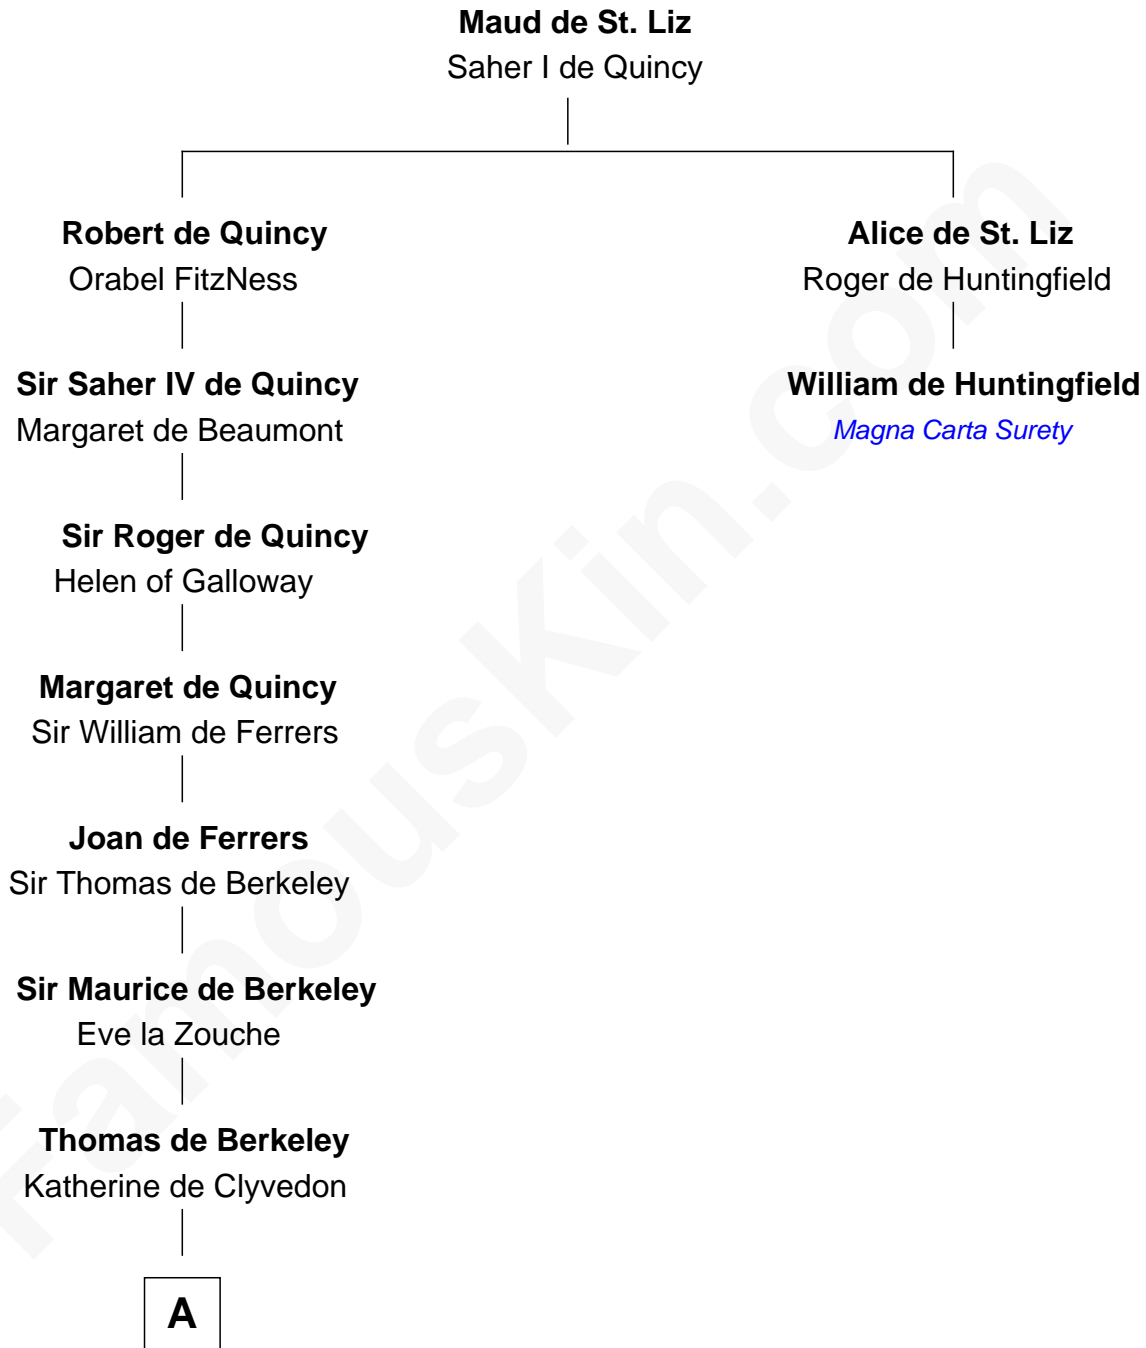 Maud de St. Liz
Saher I de Quincy
Robert de Quincy
Orabel FitzNess
Alice de St. Liz
Roger de Huntingfield
Sir Saher IV de Quincy
Margaret de Beaumont
William de Huntingfield
Magna Carta Surety
Sir Roger de Quincy
Helen of Galloway
Margaret de Quincy
Sir William de Ferrers
Joan de Ferrers
Sir Thomas de Berkeley
Sir Maurice de Berkeley
Eve la Zouche
Thomas de Berkeley
Katherine de Clyvedon
A
FamousKin.com